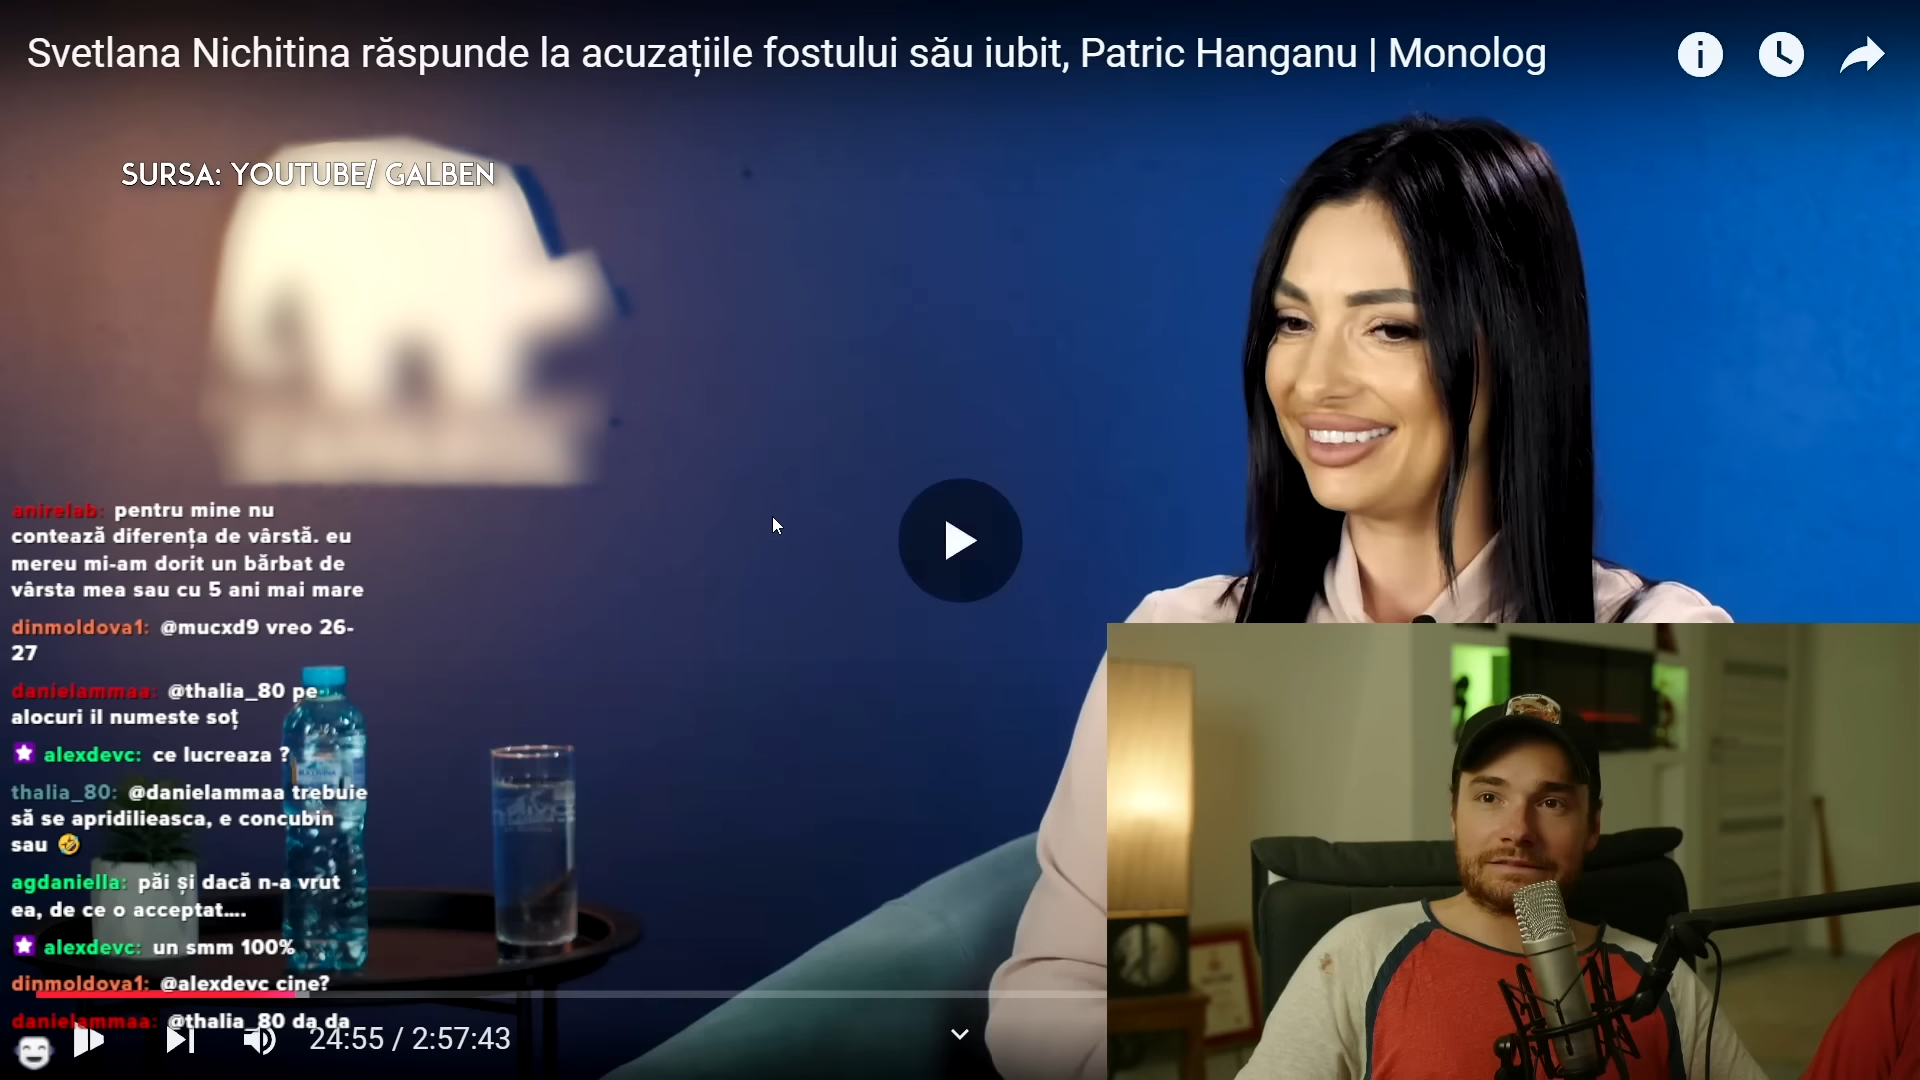 Svetlana Nichitina răspunde la acuzațiile fostului său iubit, Patric Hanganu | Monolog
SURSA: YOUTUBE/ GALBEN
anirelab: pentru mine nu
contează diferența de vârstă. eu
mereu mi-am dorit un bărbat de
vârsta mea sau cu 5 ani mai mare
dinmoldova1: @mucxd9 vreo 26-
27
danielammaa: @thalia_80 pe
alocuri il numeste soț
alexdevc: ce lucreaza ?
thalia_80: @danielammaa trebuie
să se apridilieasca, e concubin
sau 🤣
agdaniella: păi și dacă n-a vrut
ea, de ce o acceptat....
alexdevc: un smm 100%
dinmoldova1: @alexdevc cine?
danielammaa: @thalia_80 da da
24:55 / 2:57:43